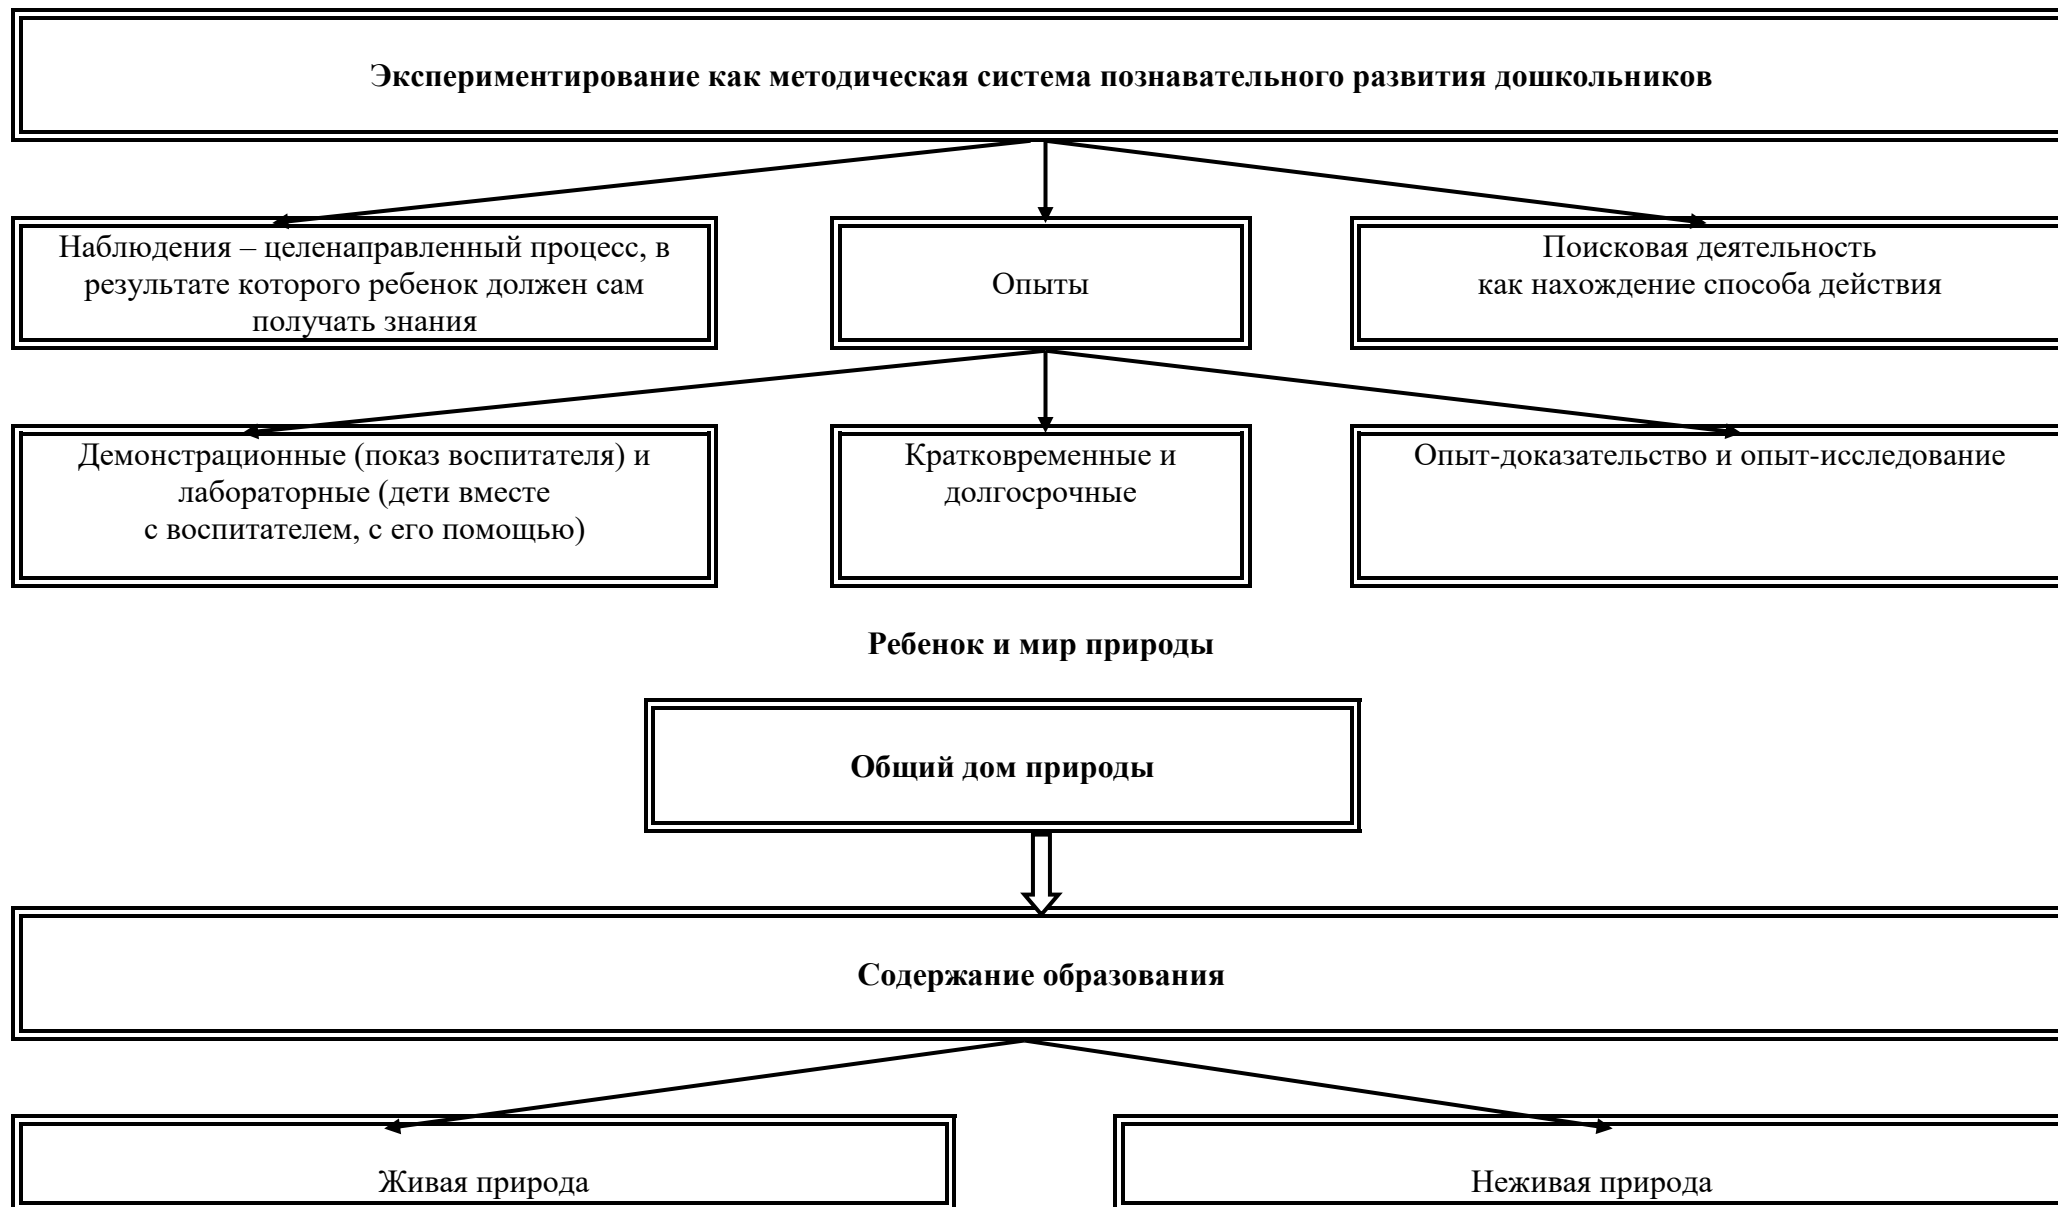 Экспериментирование как методическая система познавательного развития дошкольников
Наблюдения – целенаправленный процесс, в
результате которого ребенок должен сам
получать знания
Опыты
Поисковая деятельность
как нахождение способа действия
Демонстрационные (показ воспитателя) и
лабораторные (дети вместе
с воспитателем, с его помощью)
Кратковременные и
долгосрочные
Опыт-доказательство и опыт-исследование
Ребенок и мир природы
Общий дом природы
Содержание образования
Живая природа
Неживая природа